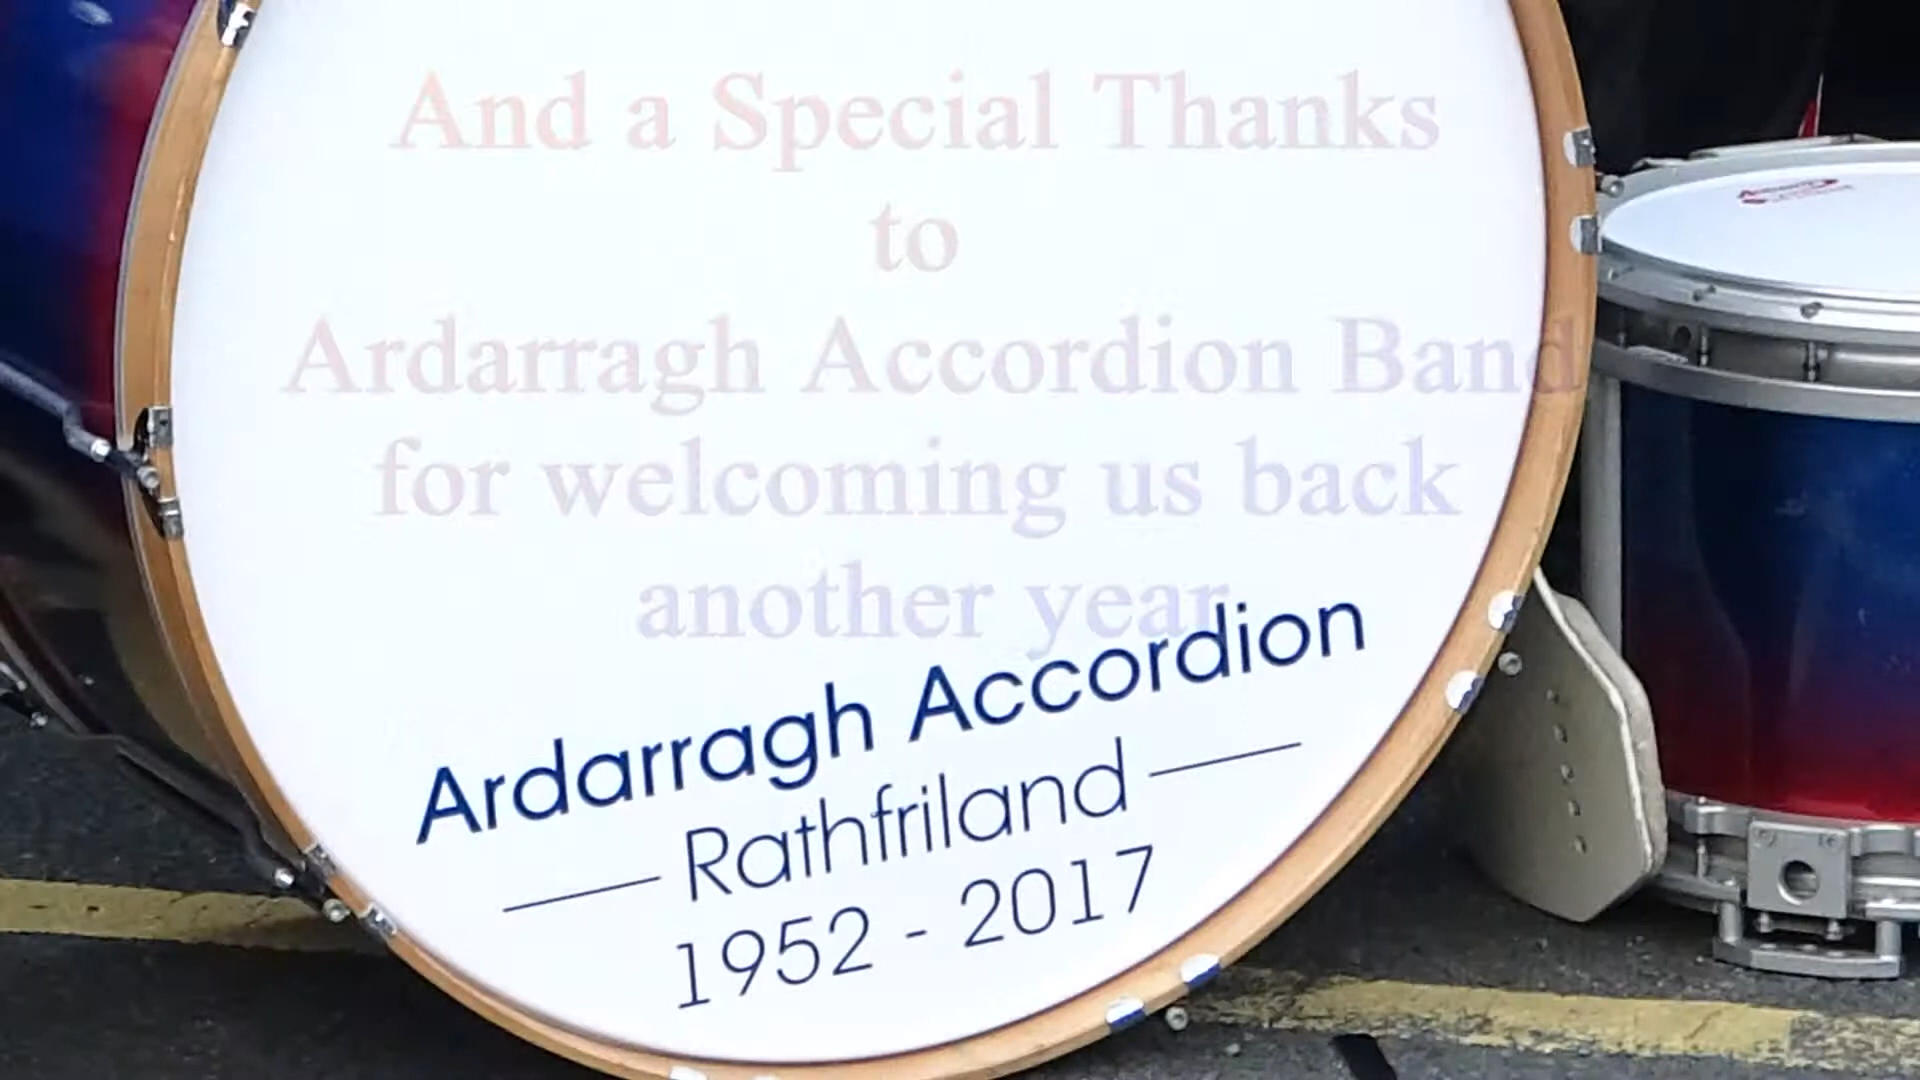 And a Special Thanks
to
Ardarragh Accordion Band
for welcoming us back
another year
Ardarragh Accordion
Rathfriland
1952 - 2017